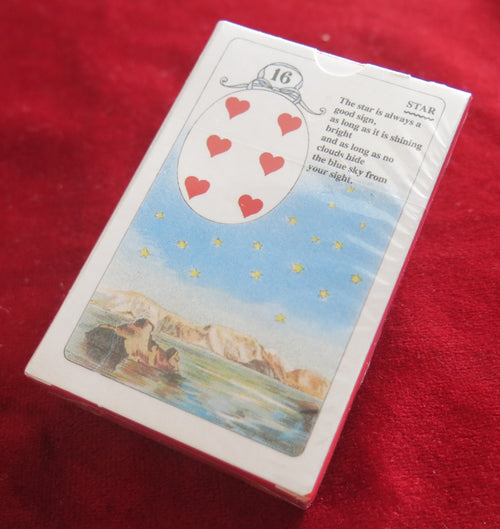 16
STAR
The star is always a
good sign,
as long as it is shining
bright
and as long as no
clouds hide
the blue sky from
your sight.